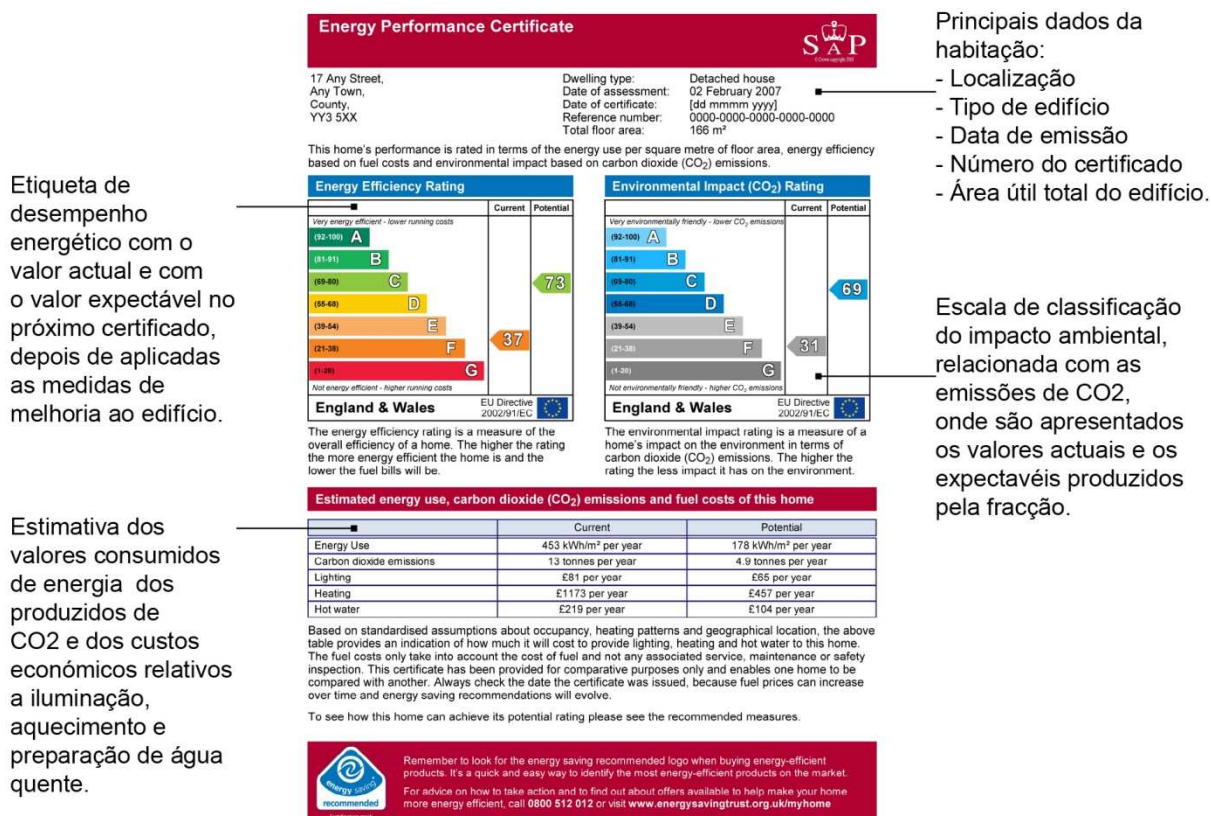 Energy Performance Certificate
SAP
17 Any Street,
Any Town,
County,
YY3 5XX
Dwelling type: Detached house
Date of assessment: 02 February 2007
Date of certificate: [dd mmmm yyyy]
Reference number: 0000-0000-0000-0000-0000
Total floor area: 166 m²
This home's performance is rated in terms of the energy use per square metre of floor area, energy efficiency
based on fuel costs and environmental impact based on carbon dioxide (CO₂) emissions.
Principais dados da
habitação:
- Localização
- Tipo de edifício
- Data de emissão
- Número do certificado
- Área útil total do edifício.
Etiqueta de
desempenho
energético com o
valor actual e com
o valor expectável no
próximo certificado,
depois de aplicadas
as medidas de
melhoria ao edifício.
Energy Efficiency Rating
Current Potential
Very energy efficient - lower running costs
(92-100) A
(81-91) B
(69-80) C
(55-68) D
(39-54) E
(21-38) F
(1-20) G
73
37
Not energy efficient - higher running costs
England & Wales
EU Directive
2002/91/EC
The energy efficiency rating is a measure of the
overall efficiency of a home. The higher the rating
the more energy efficient the home is and the
lower the fuel bills will be.
Environmental Impact (CO₂) Rating
Current Potential
Very environmentally friendly - lower CO₂ emissions
(92-100) A
(81-91) B
(69-80) C
(55-68) D
(39-54) E
(21-38) F
(1-20) G
69
31
Not environmentally friendly - higher CO₂ emissions
England & Wales
EU Directive
2002/91/EC
The environmental impact rating is a measure of a
home's impact on the environment in terms of
carbon dioxide (CO₂) emissions. The higher the
rating the less impact it has on the environment.
Escala de classificação
do impacto ambiental,
relacionada com as
emissões de CO2,
onde são apresentados
os valores actuais e os
expectavéis produzidos
pela fracção.
Estimativa dos
valores consumidos
de energia dos
produzidos de
CO2 e dos custos
económicos relativos
a iluminação,
aquecimento e
preparação de água
quente.
Estimated energy use, carbon dioxide (CO₂) emissions and fuel costs of this home
Current Potential
Energy Use 453 kWh/m² per year 178 kWh/m² per year
Carbon dioxide emissions 13 tonnes per year 4.9 tonnes per year
Lighting £81 per year £65 per year
Heating £1173 per year £457 per year
Hot water £219 per year £104 per year
Based on standardised assumptions about occupancy, heating patterns and geographical location, the above
table provides an indication of how much it will cost to provide lighting, heating and hot water to this home.
The fuel costs only take into account the cost of fuel and not any associated service, maintenance or safety
inspection. This certificate has been provided for comparative purposes only and enables one home to be
compared with another. Always check the date the certificate was issued, because fuel prices can increase
over time and energy saving recommendations will evolve.
To see how this home can achieve its potential rating please see the recommended measures.
energy saving
recommended
Remember to look for the energy saving recommended logo when buying energy-efficient
products. It's a quick and easy way to identify the most energy-efficient products on the market.
For advice on how to take action and to find out about offers available to help make your home
more energy efficient, call 0800 512 012 or visit www.energysavingtrust.org.uk/myhome